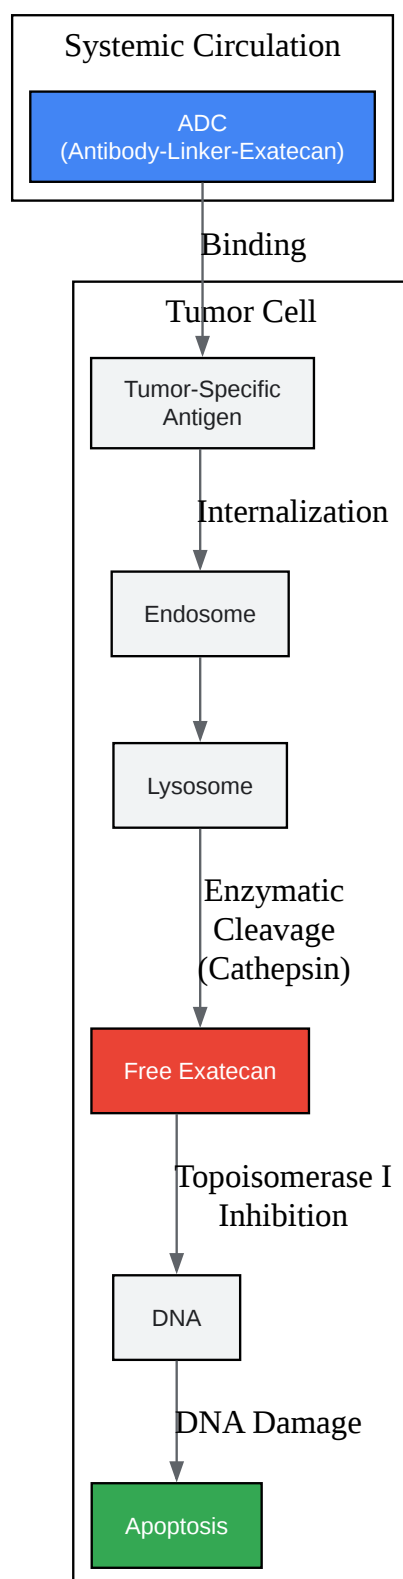 Systemic Circulation
ADC
(Antibody-Linker-Exatecan)
Binding
Tumor Cell
Tumor-Specific
Antigen
Internalization
Endosome
Lysosome
Enzymatic
Cleavage
(Cathepsin)
Free Exatecan
Topoisomerase I
Inhibition
DNA
DNA Damage
Apoptosis